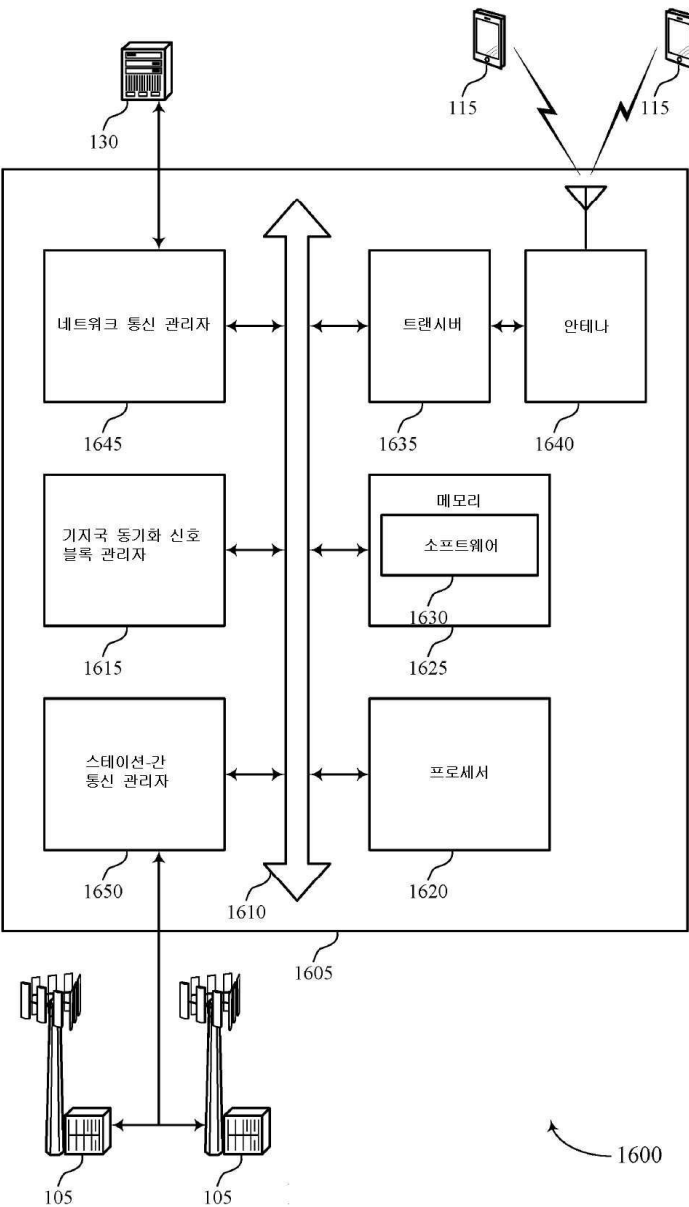 130
115
115
네트워크 통신 관리자
트랜시버
안테나
1645
1635
1640
기지국 동기화 신호
블록 관리자
메모리
소프트웨어
1630
1615
1625
스테이션-간
통신 관리자
프로세서
1650
1610
1620
1605
105
105
1600